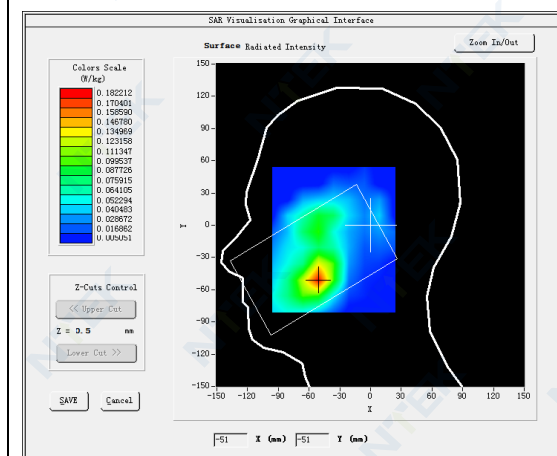 SAR Visualisation Graphical Interface
Surface Radiated Intensity
Zoom In/Out
Colors Scale
(W/kg)
0.182212
0.170401
0.158590
0.146780
0.134969
0.123158
0.111347
0.099537
0.087726
0.075915
0.064105
0.052294
0.040483
0.028672
0.016862
0.005051
150
120
90
60
30
Y
0
-30
-60
-90
-120
-150
-150 -120 -90 -60 -30 0 30 60 90 120 150
X
Z-Cuts Control
<< Upper Cut
Z = 0.5 mm
Lower Cut >>
SAVE
Cancel
-51 X (mm) -51 Y (mm)
NTEK